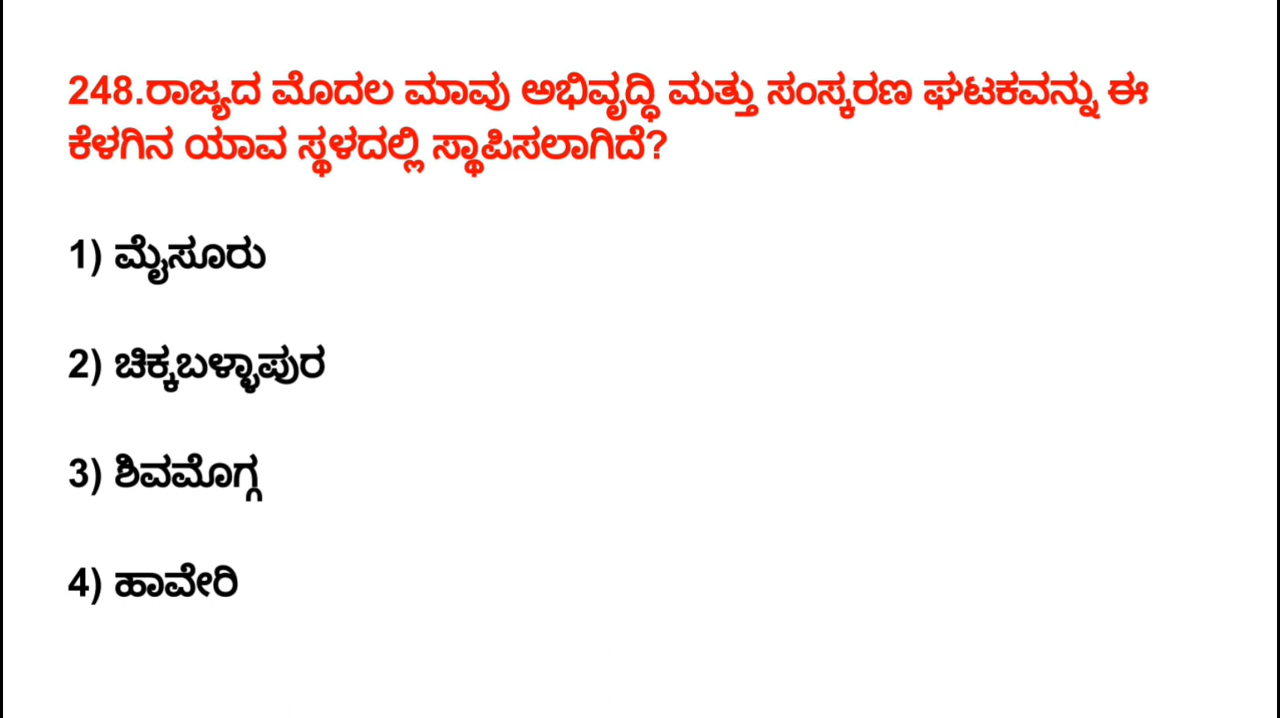 248.ರಾಜ್ಯದ ಮೊದಲ ಮಾವು ಅಭಿವೃದ್ಧಿ ಮತ್ತು ಸಂಸ್ಕರಣ ಘಟಕವನ್ನು ಈ
ಕೆಳಗಿನ ಯಾವ ಸ್ಥಳದಲ್ಲಿ ಸ್ಥಾಪಿಸಲಾಗಿದೆ?
1) ಮೈಸೂರು
2) ಚಿಕ್ಕಬಳ್ಳಾಪುರ
3) ಶಿವಮೊಗ್ಗ
4) ಹಾವೇರಿ